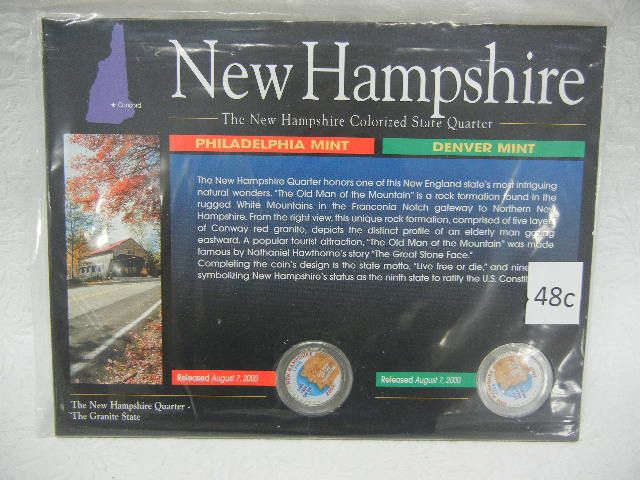 New Hampshire
Concord
The New Hampshire Colorized State Quarter
PHILADELPHIA MINT
DENVER MINT
The New Hampshire Quarter honors one of this New England state's most intriguing
natural wonders. "The Old Man of the Mountain" is a rock formation found in the
rugged White Mountains in the Franconia Notch gateway to Northern New
Hampshire. From the right view, this unique rock formation, comprised of five layers
of Conway red granite, depicts the distinct profile of an elderly man gazing
eastward. A popular tourist attraction, "The Old Man of the Mountain" was made
famous by Nathaniel Hawthorne's story "The Great Stone Face."
Completing the coin's design is the state motto, "Live free or die," and nine
symbolizing New Hampshire's status as the ninth state to ratify the U.S.
48c
Released August 7, 2000
Released August 7, 2000
The New Hampshire Quarter -
The Granite State